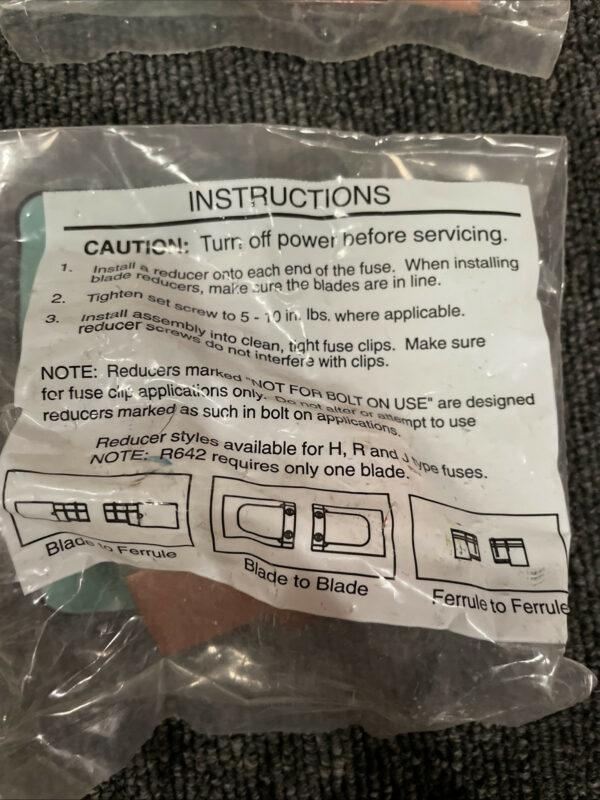 INSTRUCTIONS
CAUTION: Turn off power before servicing.
1. Install a reducer onto each end of the fuse. When installing
blade reducers, make sure the blades are in line.
2. Tighten set screw to 5 - 10 in. lbs. where applicable.
3. Install assembly into clean, tight fuse clips. Make sure
reducer screws do not interfere with clips.
NOTE: Reducers marked "NOT FOR BOLT ON USE" are designed
for fuse clip applications only. Do not alter or attempt to use
reducers marked as such in bolt on applications.
Reducer styles available for H, R and J type fuses.
NOTE: R642 requires only one blade.
Blade to Ferrule
Blade to Blade
Ferrule to Ferrule